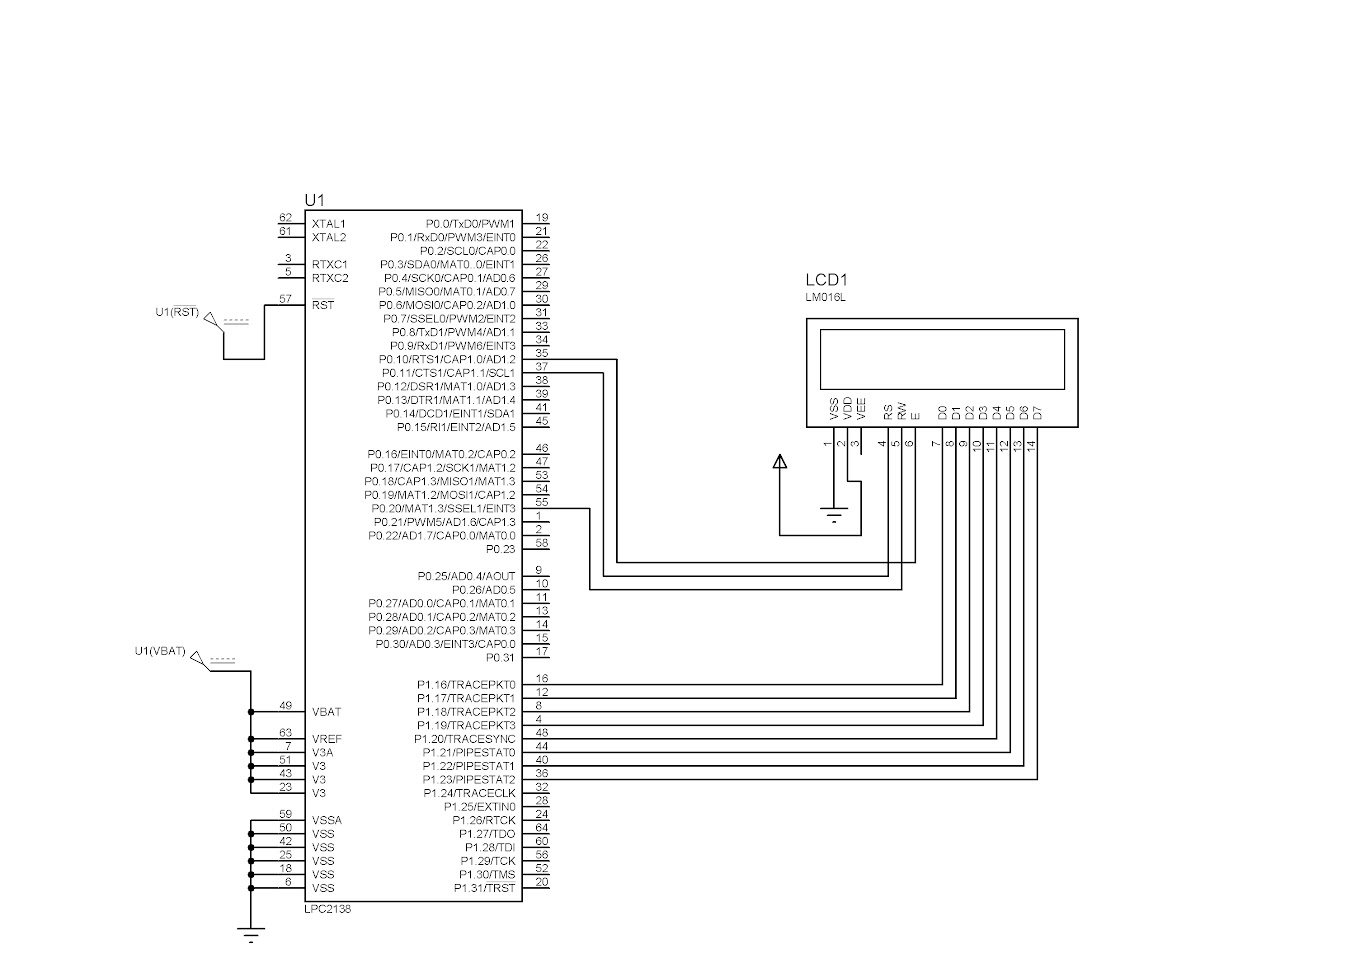 U1
62 XTAL1
61 XTAL2
3 RTXC1
5 RTXC2
57 RST
U1(RST)
U1(VBAT)
49 VBAT
63 VREF
7 V3A
51 V3
43 V3
23 V3
59 VSSA
50 VSS
42 VSS
25 VSS
18 VSS
6 VSS
P0.0/TxD0/PWM1 19
P0.1/RxD0/PWM3/EINT0 21
P0.2/SCL0/CAP0.0 22
P0.3/SDA0/MAT0..0/EINT1 26
P0.4/SCK0/CAP0.1/AD0.6 27
P0.5/MISO0/MAT0.1/AD0.7 29
P0.6/MOSI0/CAP0.2/AD1.0 30
P0.7/SSEL0/PWM2/EINT2 31
P0.8/TxD1/PWM4/AD1.1 33
P0.9/RxD1/PWM6/EINT3 34
P0.10/RTS1/CAP1.0/AD1.2 35
P0.11/CTS1/CAP1.1/SCL1 37
P0.12/DSR1/MAT1.0/AD1.3 38
P0.13/DTR1/MAT1.1/AD1.4 39
P0.14/DCD1/EINT1/SDA1 41
P0.15/RI1/EINT2/AD1.5 45
P0.16/EINT0/MAT0.2/CAP0.2 46
P0.17/CAP1.2/SCK1/MAT1.2 47
P0.18/CAP1.3/MISO1/MAT1.3 53
P0.19/MAT1.2/MOSI1/CAP1.2 54
P0.20/MAT1.3/SSEL1/EINT3 55
P0.21/PWM5/AD1.6/CAP1.3 1
P0.22/AD1.7/CAP0.0/MAT0.0 2
P0.23 58
P0.25/AD0.4/AOUT 9
P0.26/AD0.5 10
P0.27/AD0.0/CAP0.1/MAT0.1 11
P0.28/AD0.1/CAP0.2/MAT0.2 13
P0.29/AD0.2/CAP0.3/MAT0.3 14
P0.30/AD0.3/EINT3/CAP0.0 15
P0.31 17
P1.16/TRACEPKT0 16
P1.17/TRACEPKT1 12
P1.18/TRACEPKT2 8
P1.19/TRACEPKT3 4
P1.20/TRACESYNC 48
P1.21/PIPESTAT0 44
P1.22/PIPESTAT1 40
P1.23/PIPESTAT2 36
P1.24/TRACECLK 32
P1.25/EXTIN0 28
P1.26/RTCK 24
P1.27/TDO 64
P1.28/TDI 60
P1.29/TCK 56
P1.30/TMS 52
P1.31/TRST 20
LPC2138
LCD1
LM016L
VSS 1
VDD 2
VEE 3
RS 4
RW 5
E 6
D0 7
D1 8
D2 9
D3 10
D4 11
D5 12
D6 13
D7 14